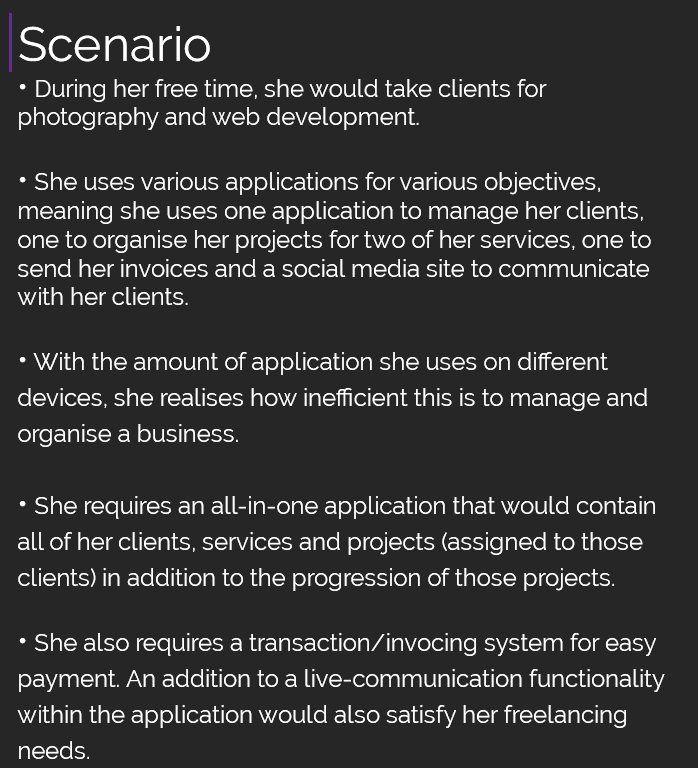 Scenario
• During her free time, she would take clients for
photography and web development.
• She uses various applications for various objectives,
meaning she uses one application to manage her clients,
one to organise her projects for two of her services, one to
send her invoices and a social media site to communicate
with her clients.
• With the amount of application she uses on different
devices, she realises how inefficient this is to manage and
organise a business.
• She requires an all-in-one application that would contain
all of her clients, services and projects (assigned to those
clients) in addition to the progression of those projects.
• She also requires a transaction/invocing system for easy
payment. An addition to a live-communication functionality
within the application would also satisfy her freelancing
needs.